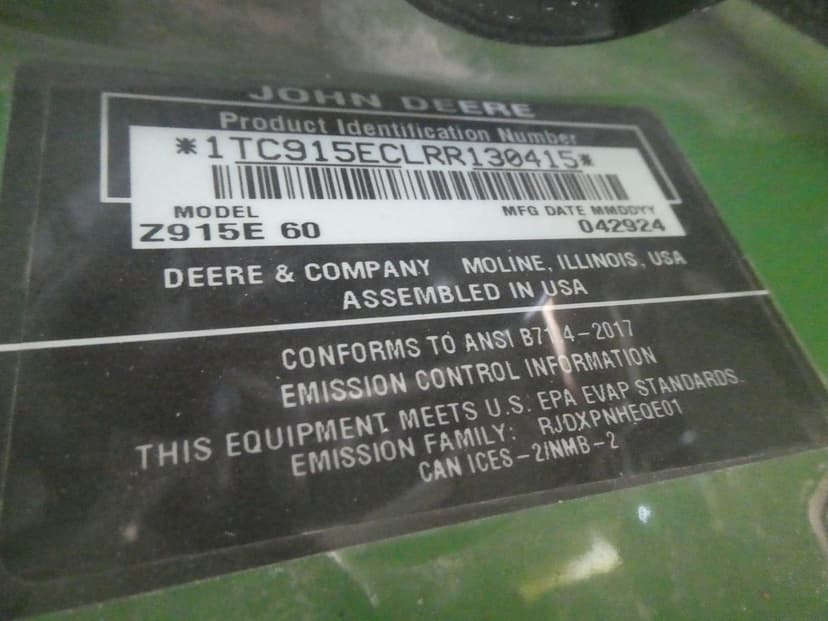 JOHN DEERE
Product Identification Number
*1TC915ECLRR130415*
MODEL MFG DATE MMDDYY
Z915E 60 042924
DEERE & COMPANY MOLINE, ILLINOIS, USA
ASSEMBLED IN USA
CONFORMS TO ANSI B71.4-2017
EMISSION CONTROL INFORMATION
THIS EQUIPMENT MEETS U.S. EPA EVAP STANDARDS.
EMISSION FAMILY: RJDXPNHEQE01
CAN ICES-2/NMB-2